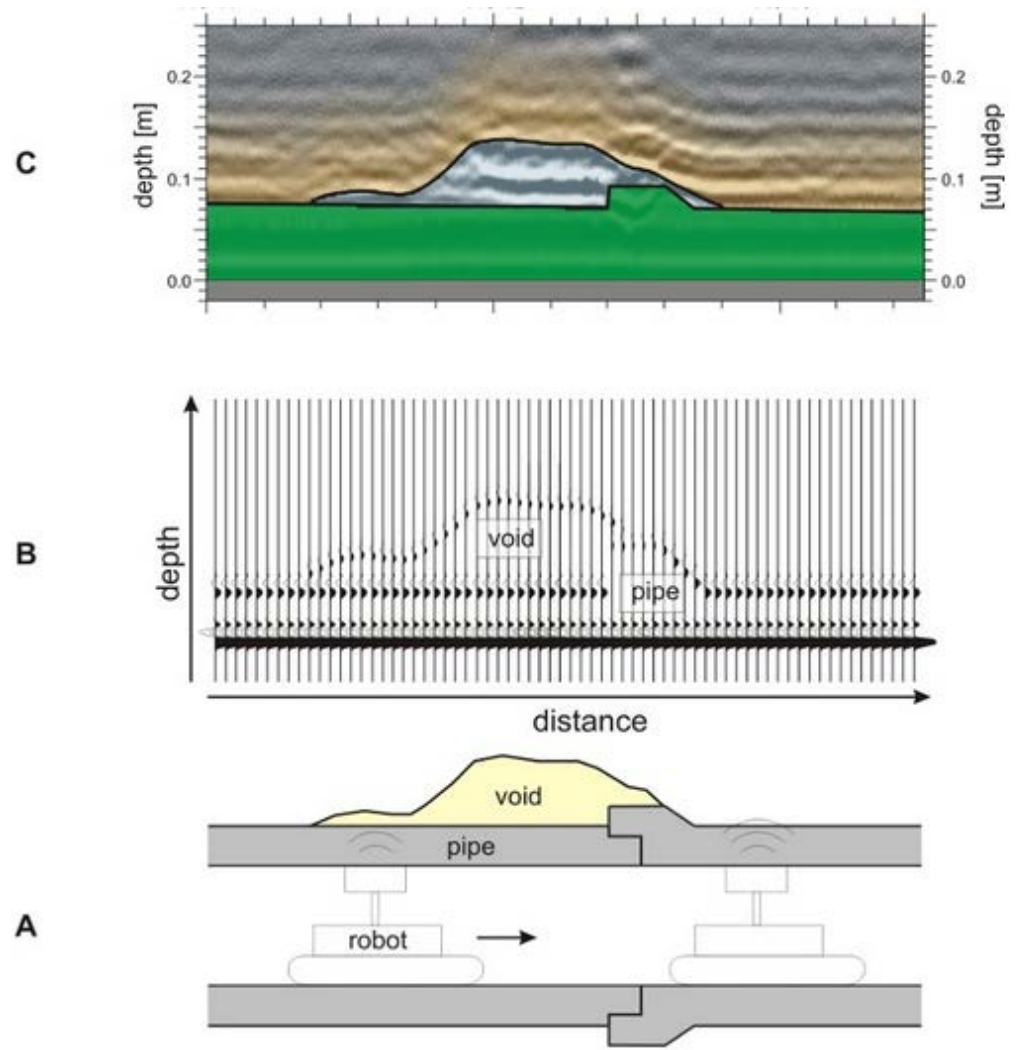 C
depth [m]
0.2
0.1
0.0
0.2
0.1
0.0
depth [m]
B
depth
void
pipe
distance
A
void
pipe
robot